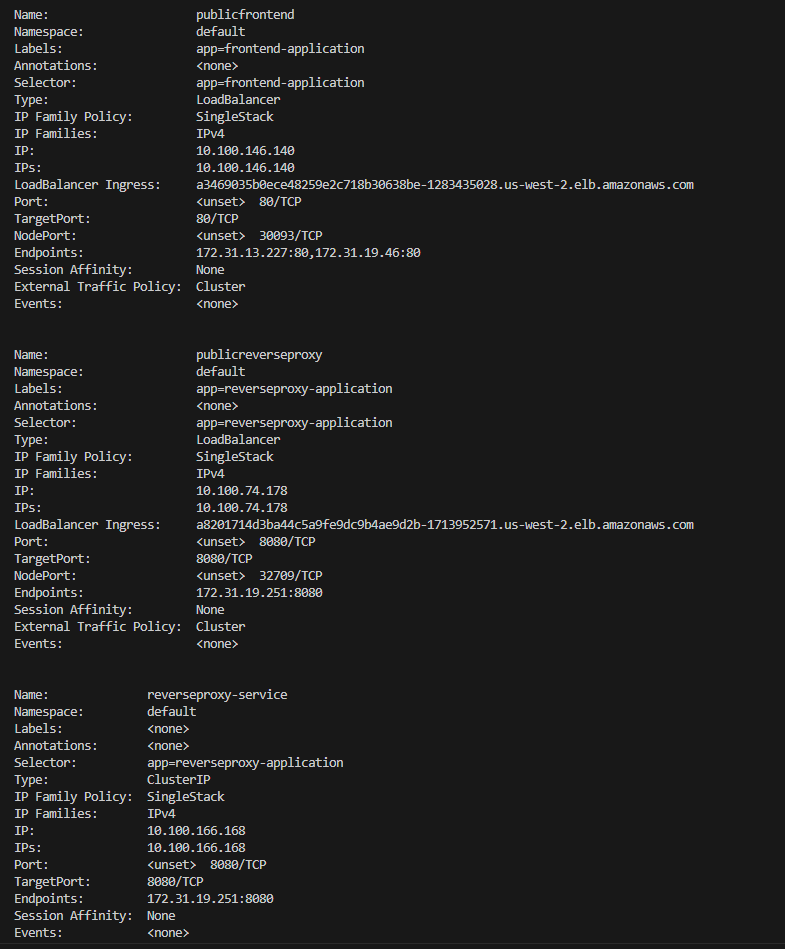 Name:                     publicfrontend
Namespace:                default
Labels:                   app=frontend-application
Annotations:              <none>
Selector:                 app=frontend-application
Type:                     LoadBalancer
IP Family Policy:         SingleStack
IP Families:              IPv4
IP:                       10.100.146.140
IPs:                      10.100.146.140
LoadBalancer Ingress:     a3469035b0ece48259e2c718b30638be-1283435028.us-west-2.elb.amazonaws.com
Port:                     <unset>  80/TCP
TargetPort:               80/TCP
NodePort:                 <unset>  30093/TCP
Endpoints:                172.31.13.227:80,172.31.19.46:80
Session Affinity:         None
External Traffic Policy:  Cluster
Events:                   <none>

Name:                     publicreverseproxy
Namespace:                default
Labels:                   app=reverseproxy-application
Annotations:              <none>
Selector:                 app=reverseproxy-application
Type:                     LoadBalancer
IP Family Policy:         SingleStack
IP Families:              IPv4
IP:                       10.100.74.178
IPs:                      10.100.74.178
LoadBalancer Ingress:     a8201714d3ba44c5a9fe9dc9b4ae9d2b-1713952571.us-west-2.elb.amazonaws.com
Port:                     <unset>  8080/TCP
TargetPort:               8080/TCP
NodePort:                 <unset>  32709/TCP
Endpoints:                172.31.19.251:8080
Session Affinity:         None
External Traffic Policy:  Cluster
Events:                   <none>

Name:              reverseproxy-service
Namespace:         default
Labels:            <none>
Annotations:       <none>
Selector:          app=reverseproxy-application
Type:              ClusterIP
IP Family Policy:  SingleStack
IP Families:       IPv4
IP:                10.100.166.168
IPs:               10.100.166.168
Port:              <unset>  8080/TCP
TargetPort:        8080/TCP
Endpoints:         172.31.19.251:8080
Session Affinity:  None
Events:            <none>